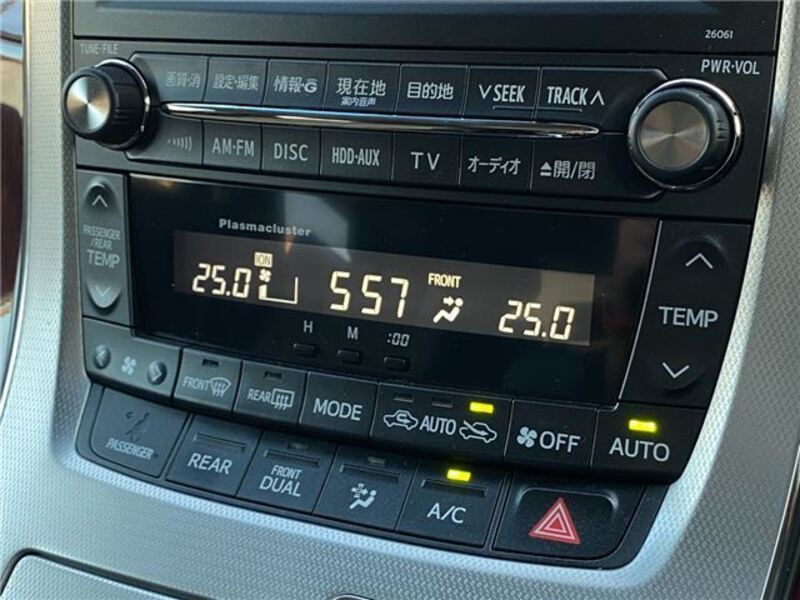 26061
TUNE·FILE
PWR·VOL
画質·消 設定·編集 情報·G 現在地 目的地 ∨SEEK TRACK∧
案内音声
AM·FM DISC HDD·AUX TV オーディオ ▲開/閉
Plasmacluster
PASSENGER
/REAR
TEMP
ION
25.0 557 FRONT 25.0
TEMP
H M :00
FRONT REAR MODE AUTO OFF AUTO
PASSENGER REAR FRONT DUAL A/C